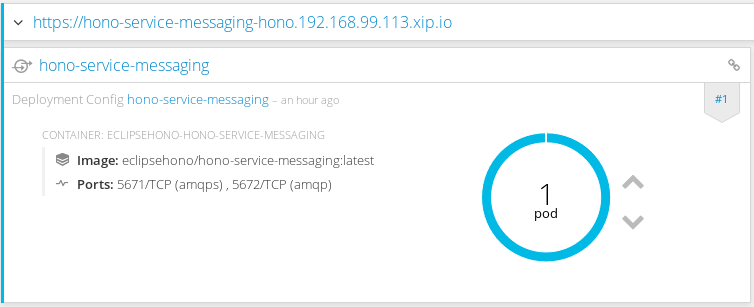 https://hono-service-messaging-hono.192.168.99.113.xip.io
hono-service-messaging
Deployment Config hono-service-messaging – an hour ago
#1
CONTAINER: ECLIPSEHONO-HONO-SERVICE-MESSAGING
Image: eclipsehono/hono-service-messaging:latest
Ports: 5671/TCP (amqps) , 5672/TCP (amqp)
1
pod